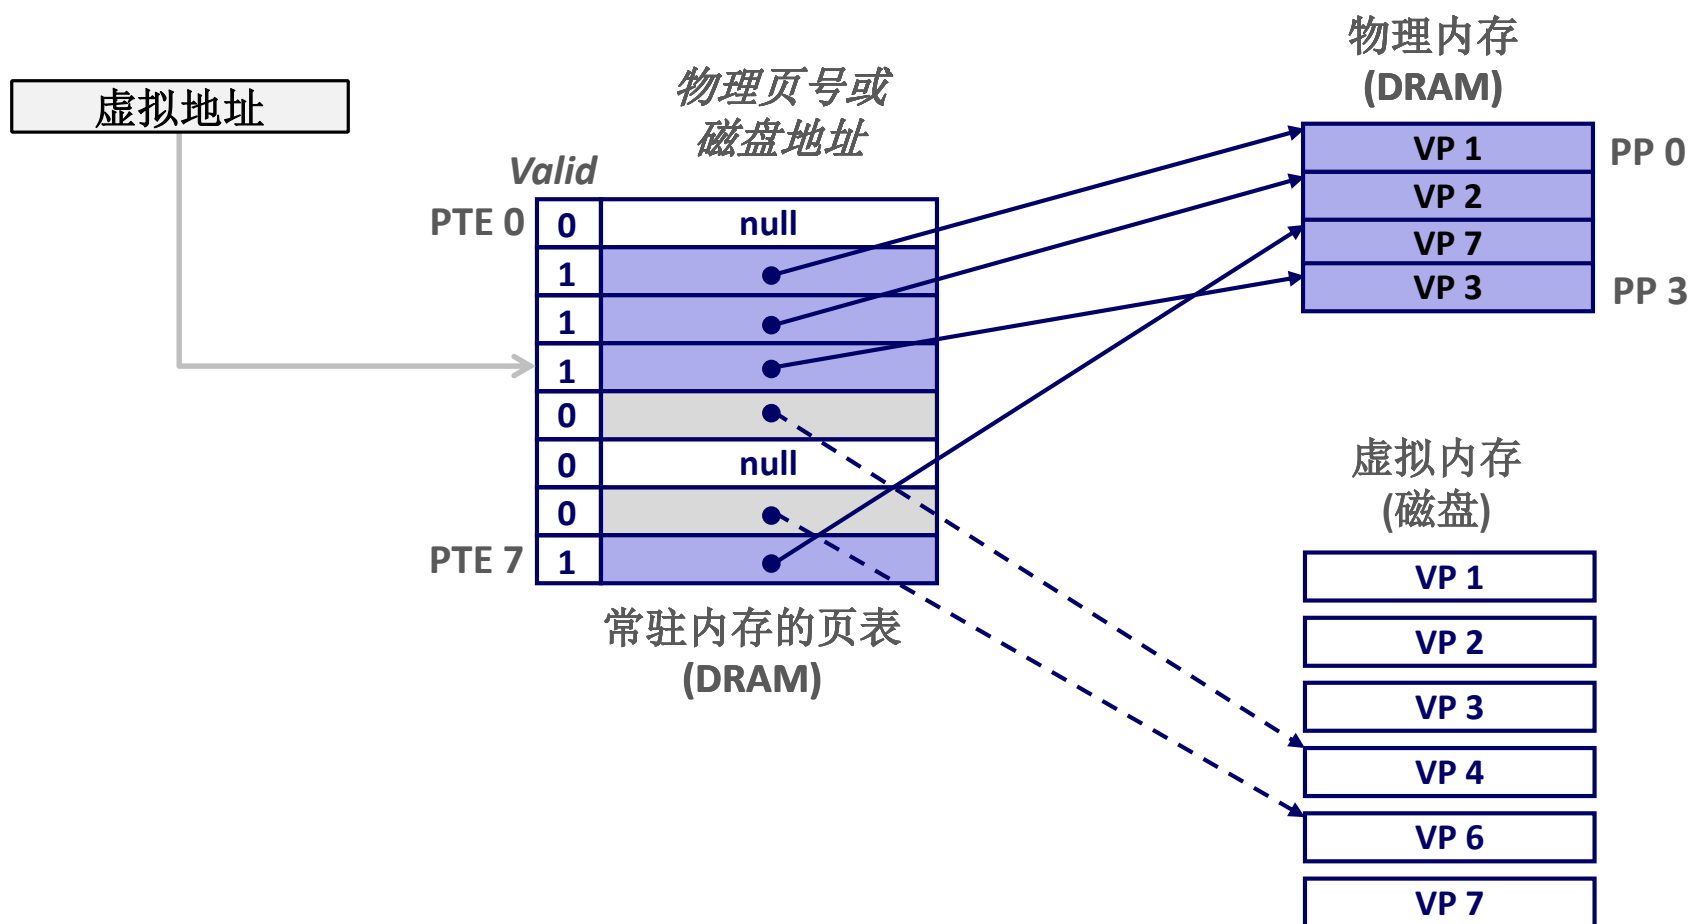 虚拟地址
物理页号或
磁盘地址
Valid
PTE 0
0
null
1
1
1
0
0
null
0
PTE 7
1
常驻内存的页表
(DRAM)
物理内存
(DRAM)
VP 1
PP 0
VP 2
VP 7
VP 3
PP 3
虚拟内存
(磁盘)
VP 1
VP 2
VP 3
VP 4
VP 6
VP 7